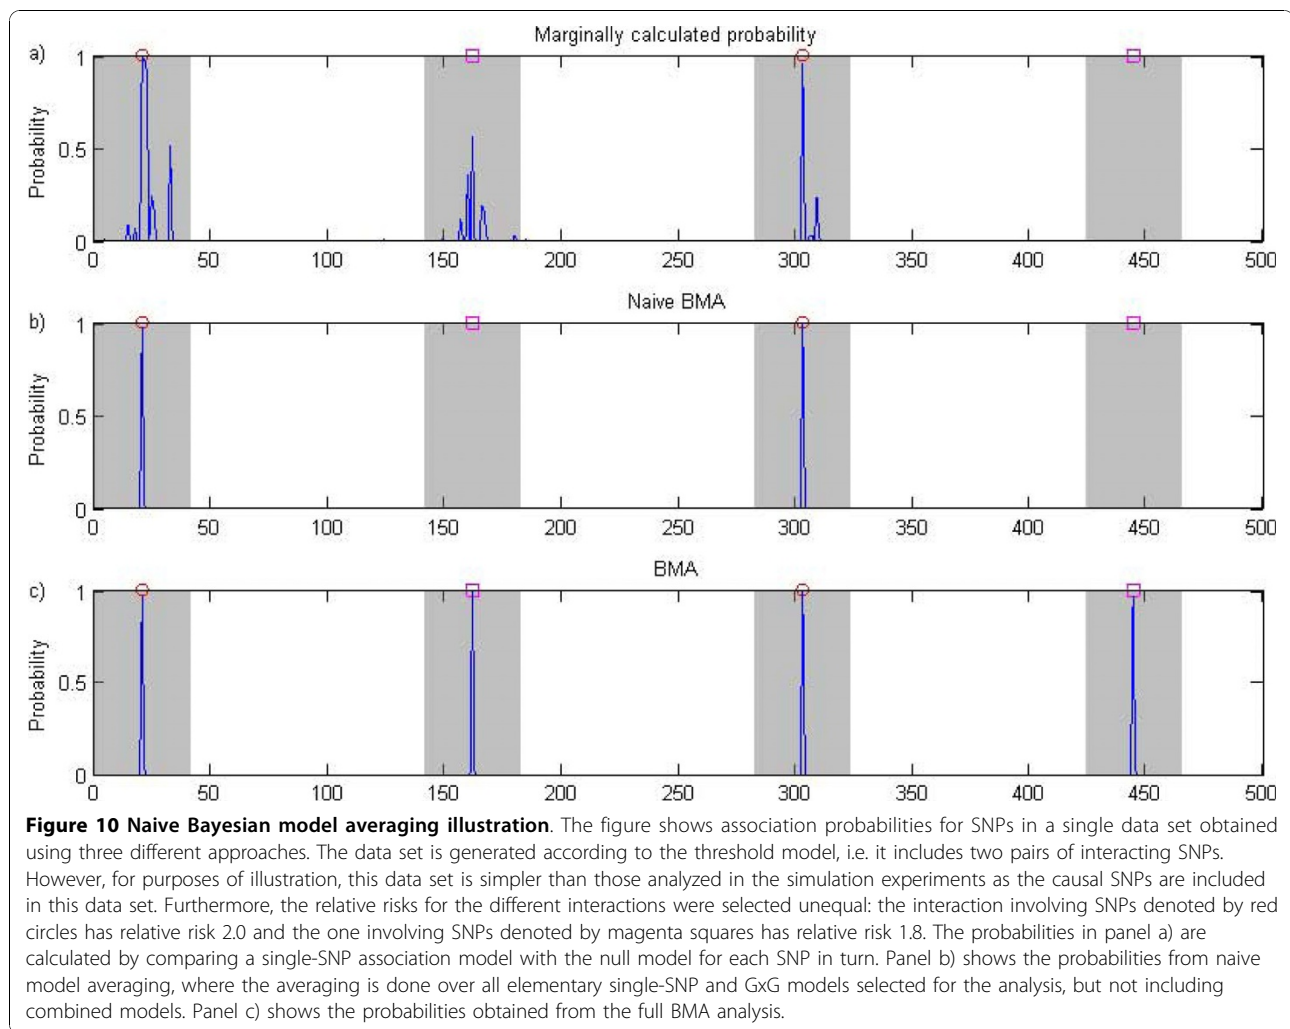 Marginally calculated probability
a)
1
0.5
0
Probability
0 50 100 150 200 250 300 350 400 450 500
Naive BMA
b)
1
0.5
0
Probability
0 50 100 150 200 250 300 350 400 450 500
BMA
c)
1
0.5
0
Probability
0 50 100 150 200 250 300 350 400 450 500
Figure 10 Naive Bayesian model averaging illustration. The figure shows association probabilities for SNPs in a single data set obtained
using three different approaches. The data set is generated according to the threshold model, i.e. it includes two pairs of interacting SNPs.
However, for purposes of illustration, this data set is simpler than those analyzed in the simulation experiments as the causal SNPs are included
in this data set. Furthermore, the relative risks for the different interactions were selected unequal: the interaction involving SNPs denoted by red
circles has relative risk 2.0 and the one involving SNPs denoted by magenta squares has relative risk 1.8. The probabilities in panel a) are
calculated by comparing a single-SNP association model with the null model for each SNP in turn. Panel b) shows the probabilities from naive
model averaging, where the averaging is done over all elementary single-SNP and GxG models selected for the analysis, but not including
combined models. Panel c) shows the probabilities obtained from the full BMA analysis.